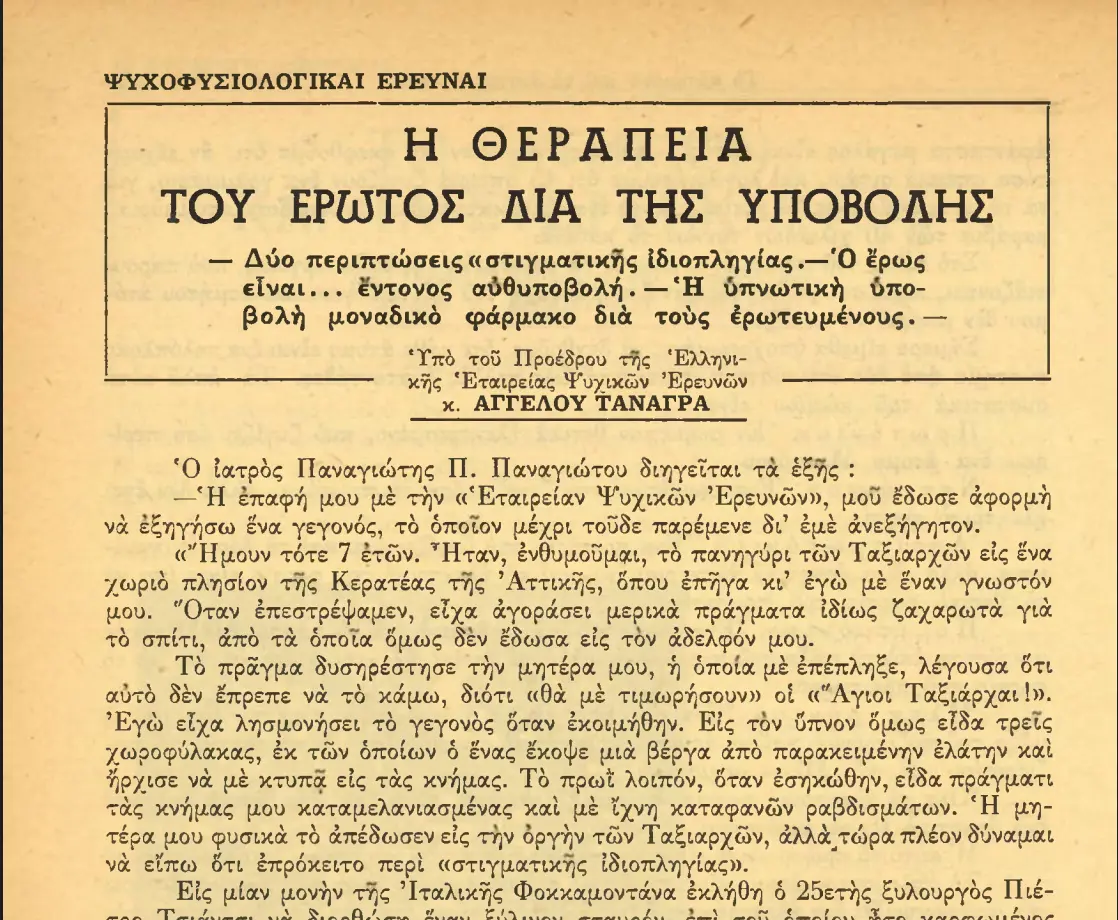 ΨΥΧΟΦΥΣΙΟΛΟΓΙΚΑΙ ΕΡΕΥΝΑΙ
Η ΘΕΡΑΠΕΙΑ
ΤΟΥ ΕΡΩΤΟΣ ΔΙΑ ΤΗΣ ΥΠΟΒΟΛΗΣ
— Δύο περιπτώσεις «στιγματικῆς ἰδιοπληγίας.—Ὁ ἔρως
εἶναι... ἔντονος αὐθυποβολή. — Ἡ ὑπνωτικὴ ὑπο-
βολὴ μοναδικὸ φάρμακο διὰ τοὺς ἐρωτευμένους. —
Ὑπὸ τοῦ Προέδρου τῆς Ἑλληνι-
κῆς Ἑταιρείας Ψυχικῶν Ἐρευνῶν
κ. ΑΓΓΕΛΟΥ ΤΑΝΑΓΡΑ
Ὁ ἰατρὸς Παναγιώτης Π. Παναγιώτου διηγεῖται τὰ ἑξῆς :
—Ἡ ἐπαφή μου μὲ τὴν «Ἑταιρείαν Ψυχικῶν Ἐρευνῶν», μοῦ ἔδωσε ἀφορμὴ
νὰ ἐξηγήσω ἕνα γεγονός, τὸ ὁποῖον μέχρι τοῦδε παρέμενε δι' ἐμὲ ἀνεξήγητον.
«Ἤμουν τότε 7 ἐτῶν. Ἦταν, ἐνθυμοῦμαι, τὸ πανηγύρι τῶν Ταξιαρχῶν εἰς ἕνα
χωριὸ πλησίον τῆς Κερατέας τῆς Ἀττικῆς, ὅπου ἐπῆγα κι' ἐγὼ μὲ ἕναν γνωστόν
μου. Ὅταν ἐπεστρέψαμεν, εἶχα ἀγοράσει μερικὰ πράγματα ἰδίως ζαχαρωτὰ γιὰ
τὸ σπίτι, ἀπὸ τὰ ὁποῖα ὅμως δὲν ἔδωσα εἰς τὸν ἀδελφόν μου.
Τὸ πρᾶγμα δυσηρέστησε τὴν μητέρα μου, ἡ ὁποία μὲ ἐπέπληξε, λέγουσα ὅτι
αὐτὸ δὲν ἔπρεπε νὰ τὸ κάμω, διότι «θὰ μὲ τιμωρήσουν» οἱ «Ἅγιοι Ταξιάρχαι!».
Ἐγὼ εἶχα λησμονήσει τὸ γεγονὸς ὅταν ἐκοιμήθην. Εἰς τὸν ὕπνον ὅμως εἶδα τρεῖς
χωροφύλακας, ἐκ τῶν ὁποίων ὁ ἕνας ἔκοψε μιὰ βέργα ἀπὸ παρακειμένην ἐλάτην καὶ
ἤρχισε νὰ μὲ κτυπᾷ εἰς τὰς κνήμας. Τὸ πρωῒ λοιπόν, ὅταν ἐσηκώθην, εἶδα πράγματι
τὰς κνήμας μου καταμελανιασμένας καὶ μὲ ἴχνη καταφανῶν ραβδισμάτων. Ἡ μη-
τέρα μου φυσικὰ τὸ ἀπέδωσεν εἰς τὴν ὀργὴν τῶν Ταξιαρχῶν, ἀλλὰ τώρα πλέον δύναμαι
νὰ εἴπω ὅτι ἐπρόκειτο περὶ «στιγματικῆς ἰδιοπληγίας».
Εἰς μίαν μονὴν τῆς Ἰταλικῆς Φοκκαμοντάνα ἐκλήθη ὁ 25ετὴς ξυλουργὸς Πιέ-